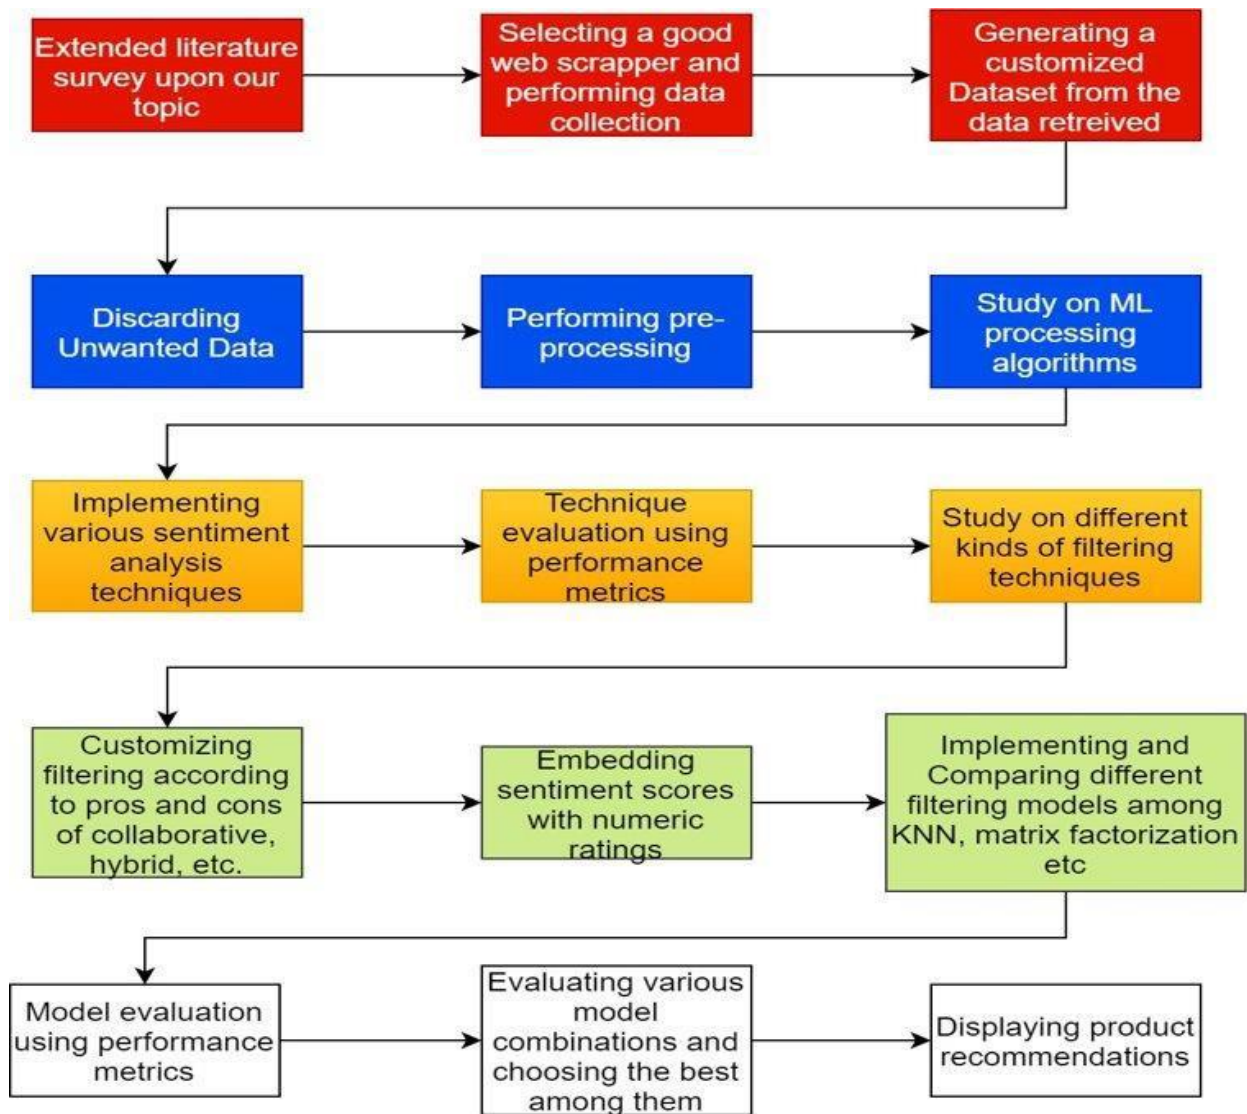 Extended literature
survey upon our
topic
Selecting a good
web scrapper and
performing data
collection
Generating a
customized
Dataset from the
data retreived
Discarding
Unwanted Data
Performing pre-
processing
Study on ML
processing
algorithms
Implementing
various sentiment
analysis
techniques
Technique
evaluation using
performance
metrics
Study on different
kinds of filtering
techniques
Customizing
filtering according
to pros and cons
of collaborative,
hybrid, etc.
Embedding
sentiment scores
with numeric
ratings
Implementing and
Comparing different
filtering models among
KNN, matrix factorization
etc
Model evaluation
using performance
metrics
Evaluating various
model
combinations and
choosing the best
among them
Displaying product
recommendations